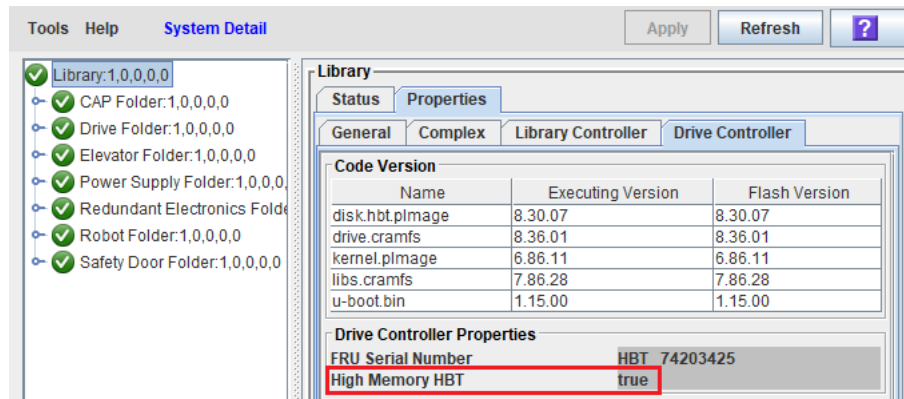 Tools Help System Detail Apply Refresh ?
Library:1,0,0,0,0
CAP Folder:1,0,0,0,0
Drive Folder:1,0,0,0,0
Elevator Folder:1,0,0,0,0
Power Supply Folder:1,0,0,0,
Redundant Electronics Folde
Robot Folder:1,0,0,0,0
Safety Door Folder:1,0,0,0,0
Library
Status Properties
General Complex Library Controller Drive Controller
Code Version
Name Executing Version Flash Version
disk.hbt.pImage 8.30.07 8.30.07
drive.cramfs 8.36.01 8.36.01
kernel.pImage 6.86.11 6.86.11
libs.cramfs 7.86.28 7.86.28
u-boot.bin 1.15.00 1.15.00
Drive Controller Properties
FRU Serial Number HBT_74203425
High Memory HBT true